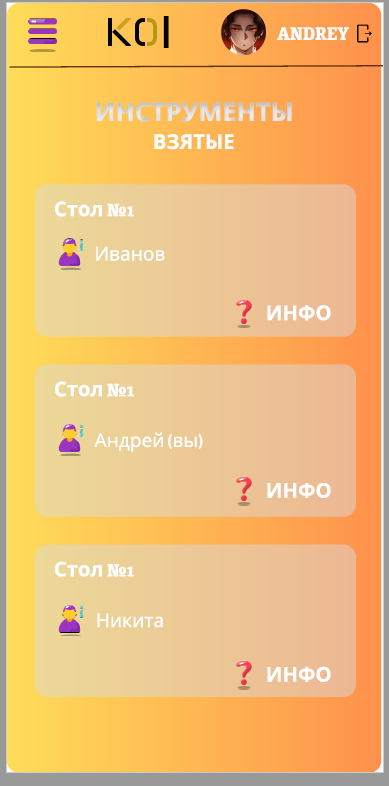 KOI
ANDREY
ИНСТРУМЕНТЫ
ВЗЯТЫЕ
Стол №1
Иванов
ИНФО
Стол №1
Андрей (вы)
ИНФО
Стол №1
Никита
ИНФО